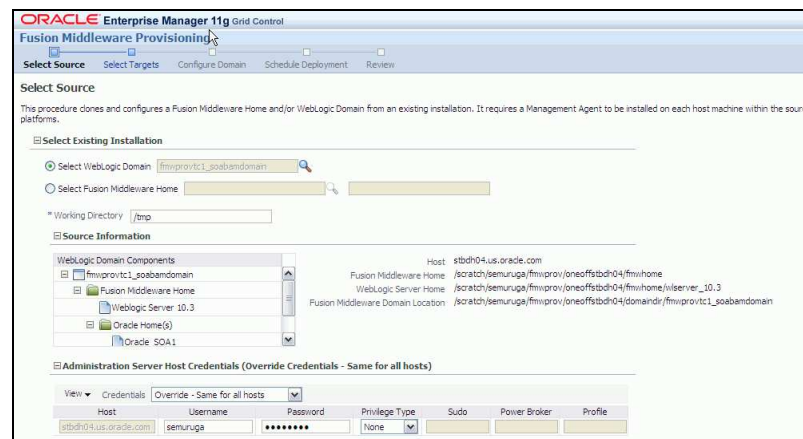 ORACLE Enterprise Manager 11g Grid Control
Fusion Middleware Provisioning
Select Source Select Targets Configure Domain Schedule Deployment Review
Select Source
This procedure clones and configures a Fusion Middleware Home and/or WebLogic Domain from an existing installation. It requires a Management Agent to be installed on each host machine within the sour
platforms.
Select Existing Installation
Select WebLogic Domain fmwprovtc1_soabamdomain
Select Fusion Middleware Home
* Working Directory /tmp
Source Information
WebLogic Domain Components
fmwprovtc1_soabamdomain
Fusion Middleware Home
Weblogic Server 10.3
Oracle Home(s)
Oracle SOA1
Host stbdh04.us.oracle.com
Fusion Middleware Home /scratch/semuruga/fmwprov/oneoffstbdh04/fmwhome
WebLogic Server Home /scratch/semuruga/fmwprov/oneoffstbdh04/fmwhome/wlserver_10.3
Fusion Middleware Domain Location /scratch/semuruga/fmwprov/oneoffstbdh04/domaindir/fmwprovtc1_soabamdomain
Administration Server Host Credentials (Override Credentials - Same for all hosts)
View Credentials Override - Same for all hosts
Host Username Password Privilege Type Sudo Power Broker Profile
stbdh04.us.oracle.com semuruga •••••••• None